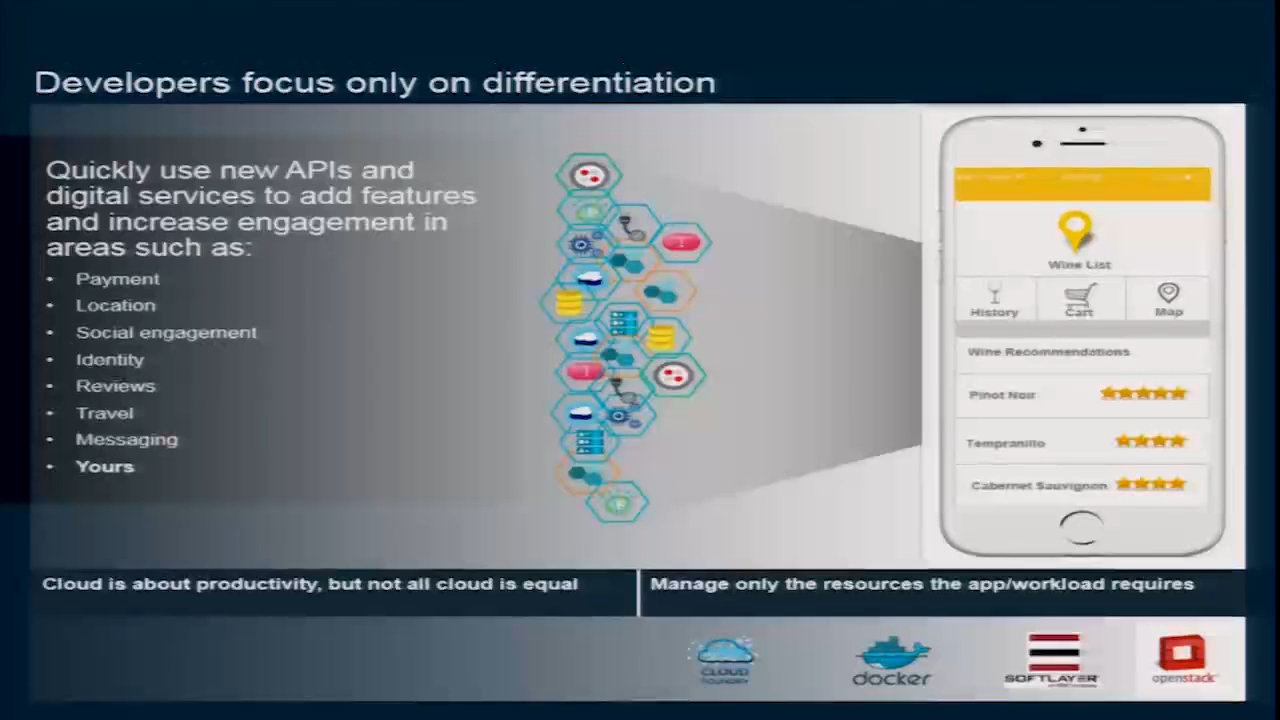 Developers focus only on differentiation
Quickly use new APIs and
digital services to add features
and increase engagement in
areas such as:
• Payment
• Location
• Social engagement
• Identity
• Reviews
• Travel
• Messaging
• Yours
Wine List
History Cart Map
Wine Recommendations
Pinot Noir
Tempranillo
Cabernet Sauvignon
Cloud is about productivity, but not all cloud is equal
Manage only the resources the app/workload requires
CLOUD
FOUNDRY
docker
SOFTLAYER
openstack